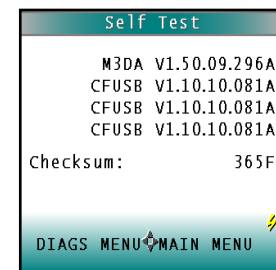 Self Test
M3DA V1.50.09.296A
CFUSB V1.10.10.081A
CFUSB V1.10.10.081A
CFUSB V1.10.10.081A
Checksum: 365F
DIAGS MENU MAIN MENU